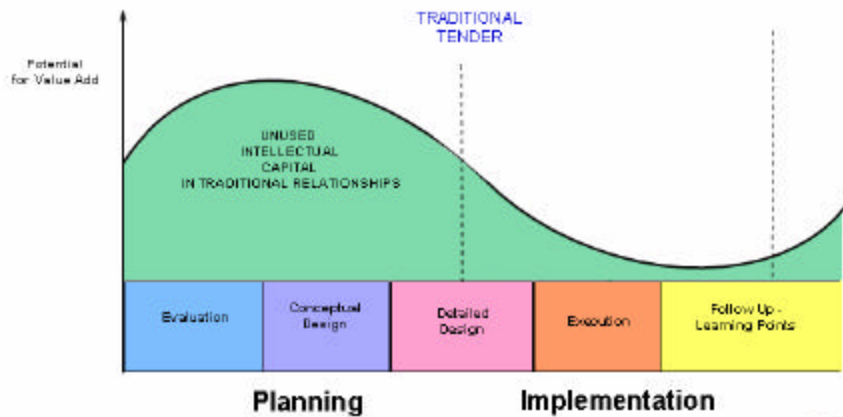 TRADITIONAL
TENDER
Potential
for Value Add
UNUSED
INTELLECTUAL
CAPITAL
IN TRADITIONAL RELATIONSHIPS
Evaluation
Conceptual
Design
Detailed
Design
Execution
Follow Up -
Learning Points
Planning
Implementation